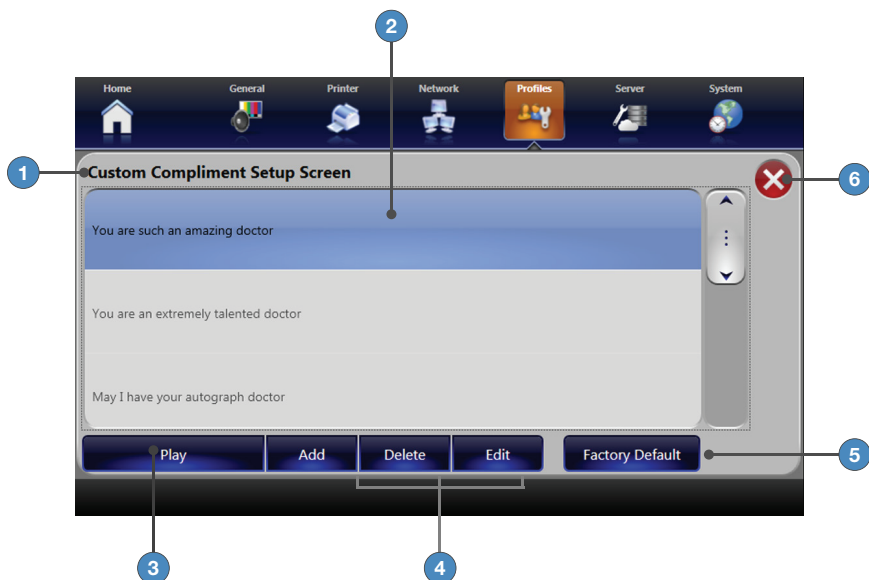 2
Home General Printer Network Profiles Server System
1
Custom Compliment Setup Screen
6
You are such an amazing doctor
You are an extremely talented doctor
May I have your autograph doctor
Play Add Delete Edit Factory Default
5
3 4